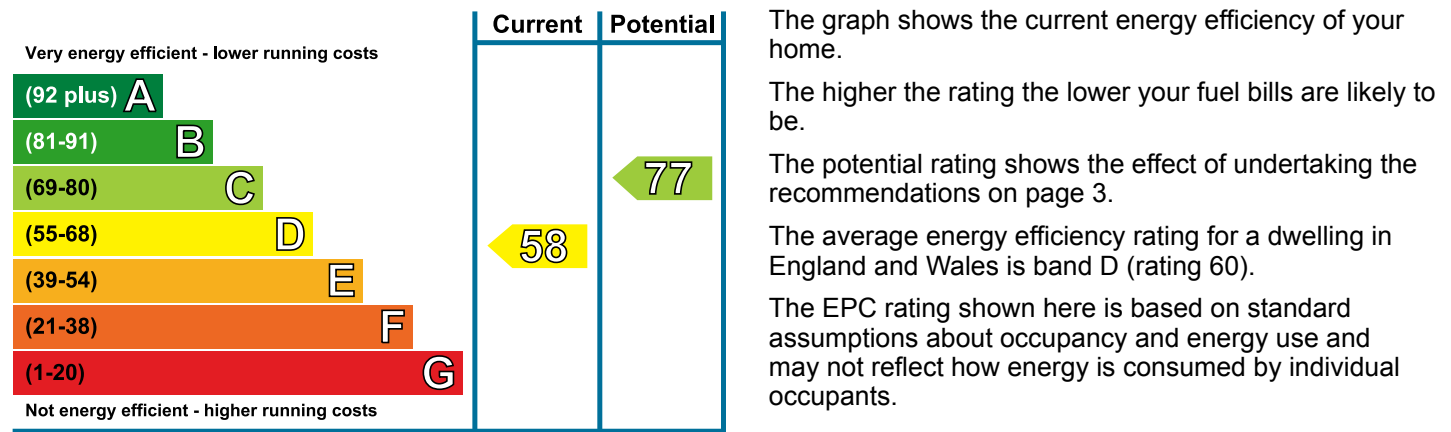 Current Potential
Very energy efficient - lower running costs
(92 plus) A
(81-91) B
(69-80) C
77
(55-68) D
58
(39-54) E
(21-38) F
(1-20) G
Not energy efficient - higher running costs
The graph shows the current energy efficiency of your
home.
The higher the rating the lower your fuel bills are likely to
be.
The potential rating shows the effect of undertaking the
recommendations on page 3.
The average energy efficiency rating for a dwelling in
England and Wales is band D (rating 60).
The EPC rating shown here is based on standard
assumptions about occupancy and energy use and
may not reflect how energy is consumed by individual
occupants.